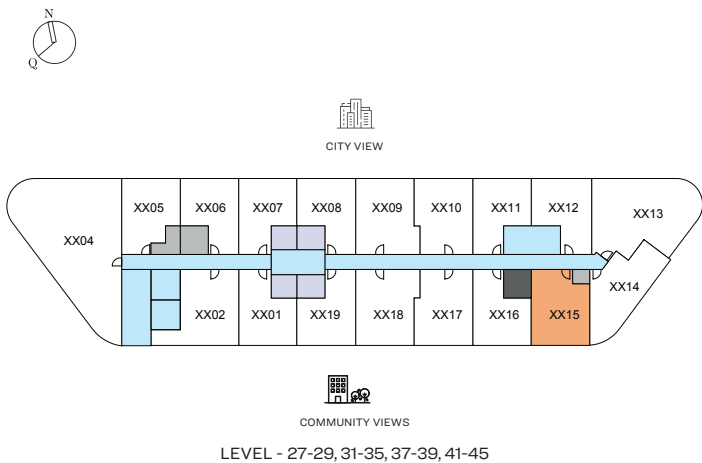 N
Q
CITY VIEW
XX05 XX06 XX07 XX08 XX09 XX10 XX11 XX12
XX04 XX13
XX14
XX02 XX01 XX19 XX18 XX17 XX16 XX15
COMMUNITY VIEWS
LEVEL - 27-29, 31-35, 37-39, 41-45